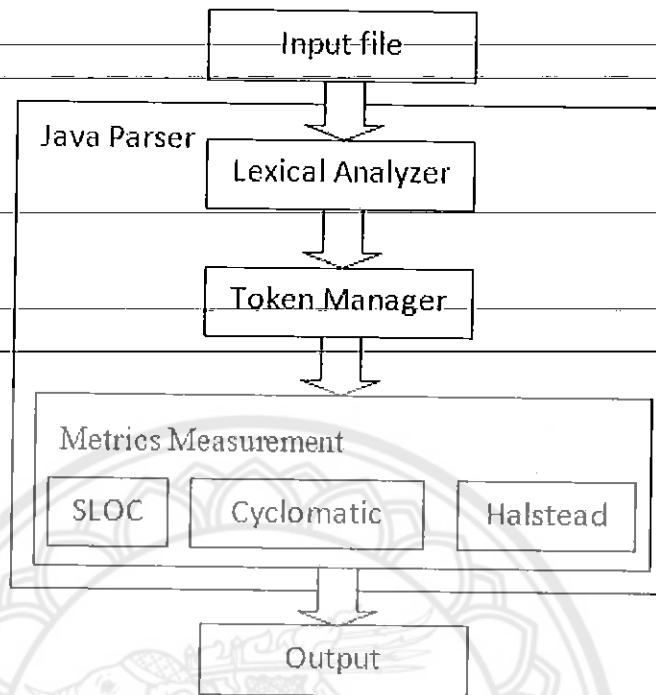 Input file
Java Parser
Lexical Analyzer
Token Manager
Metrics Measurement
SLOC
Cyclomatic
Halstead
Output